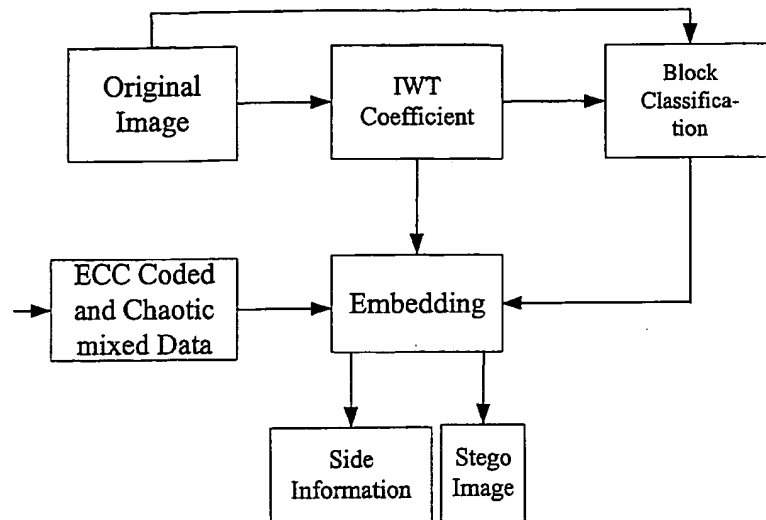 Original
Image
IWT
Coefficient
Block
Classifica-
tion
ECC Coded
and Chaotic
mixed Data
Embedding
Side
Information
Stego
Image